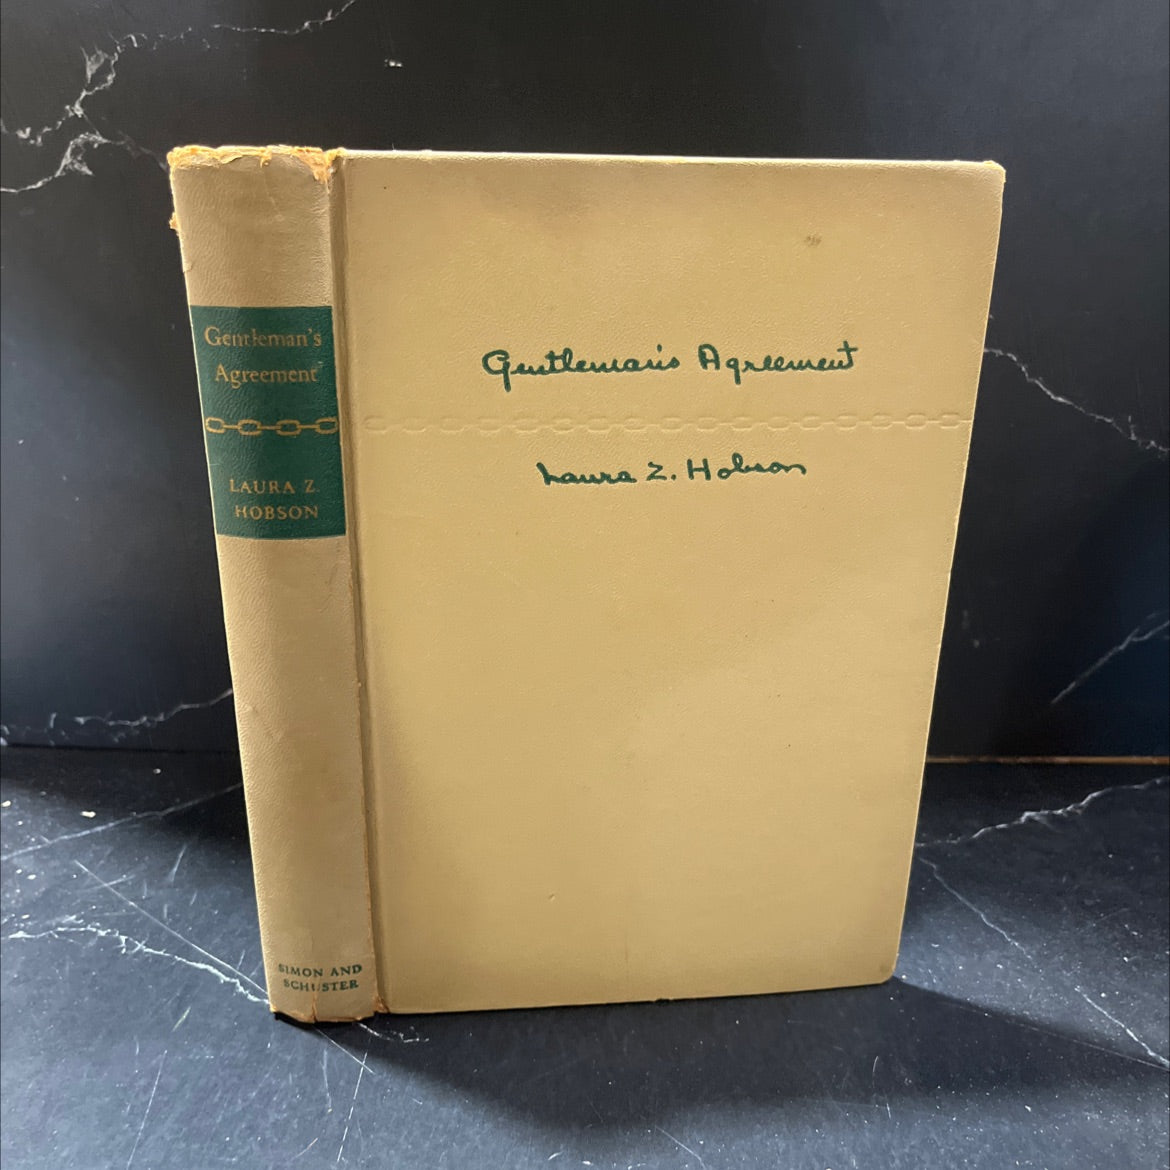 Gentleman's
Agreement
LAURA Z.
HOBSON
SIMON AND
SCHUSTER
Gentleman's Agreement
Laura Z. Hobson